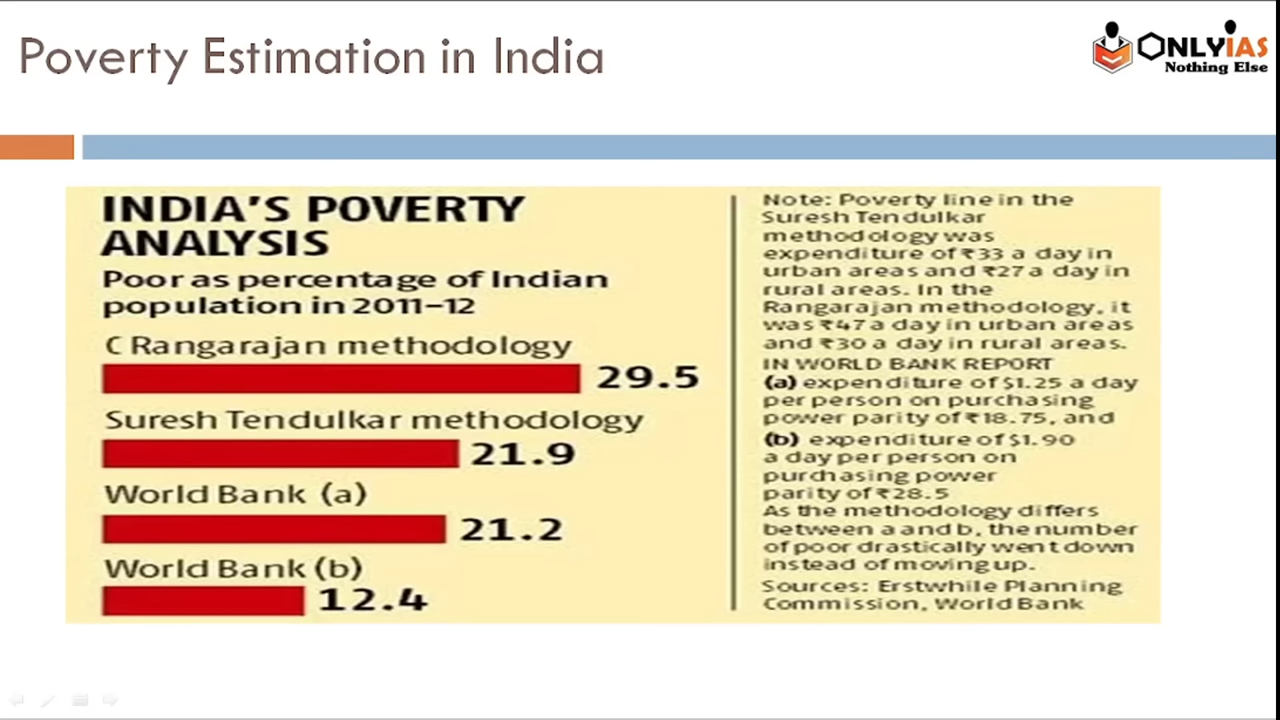 Poverty Estimation in India
ONLYIAS
Nothing Else
INDIA'S POVERTY
ANALYSIS
Poor as percentage of Indian
population in 2011–12
C Rangarajan methodology
29.5
Suresh Tendulkar methodology
21.9
World Bank (a)
21.2
World Bank (b)
12.4
Note: Poverty line in the
Suresh Tendulkar
methodology was
expenditure of ₹33 a day in
urban areas and ₹27 a day in
rural areas. In the
Rangarajan methodology, it
was ₹47 a day in urban areas
and ₹30 a day in rural areas.
IN WORLD BANK REPORT
(a) expenditure of $1.25 a day
per person on purchasing
power parity of ₹18.75, and
(b) expenditure of $1.90
a day per person on
purchasing power
parity of ₹28.5
As the methodology differs
between a and b, the number
of poor drastically went down
instead of moving up.
Sources: Erstwhile Planning
Commission, World Bank